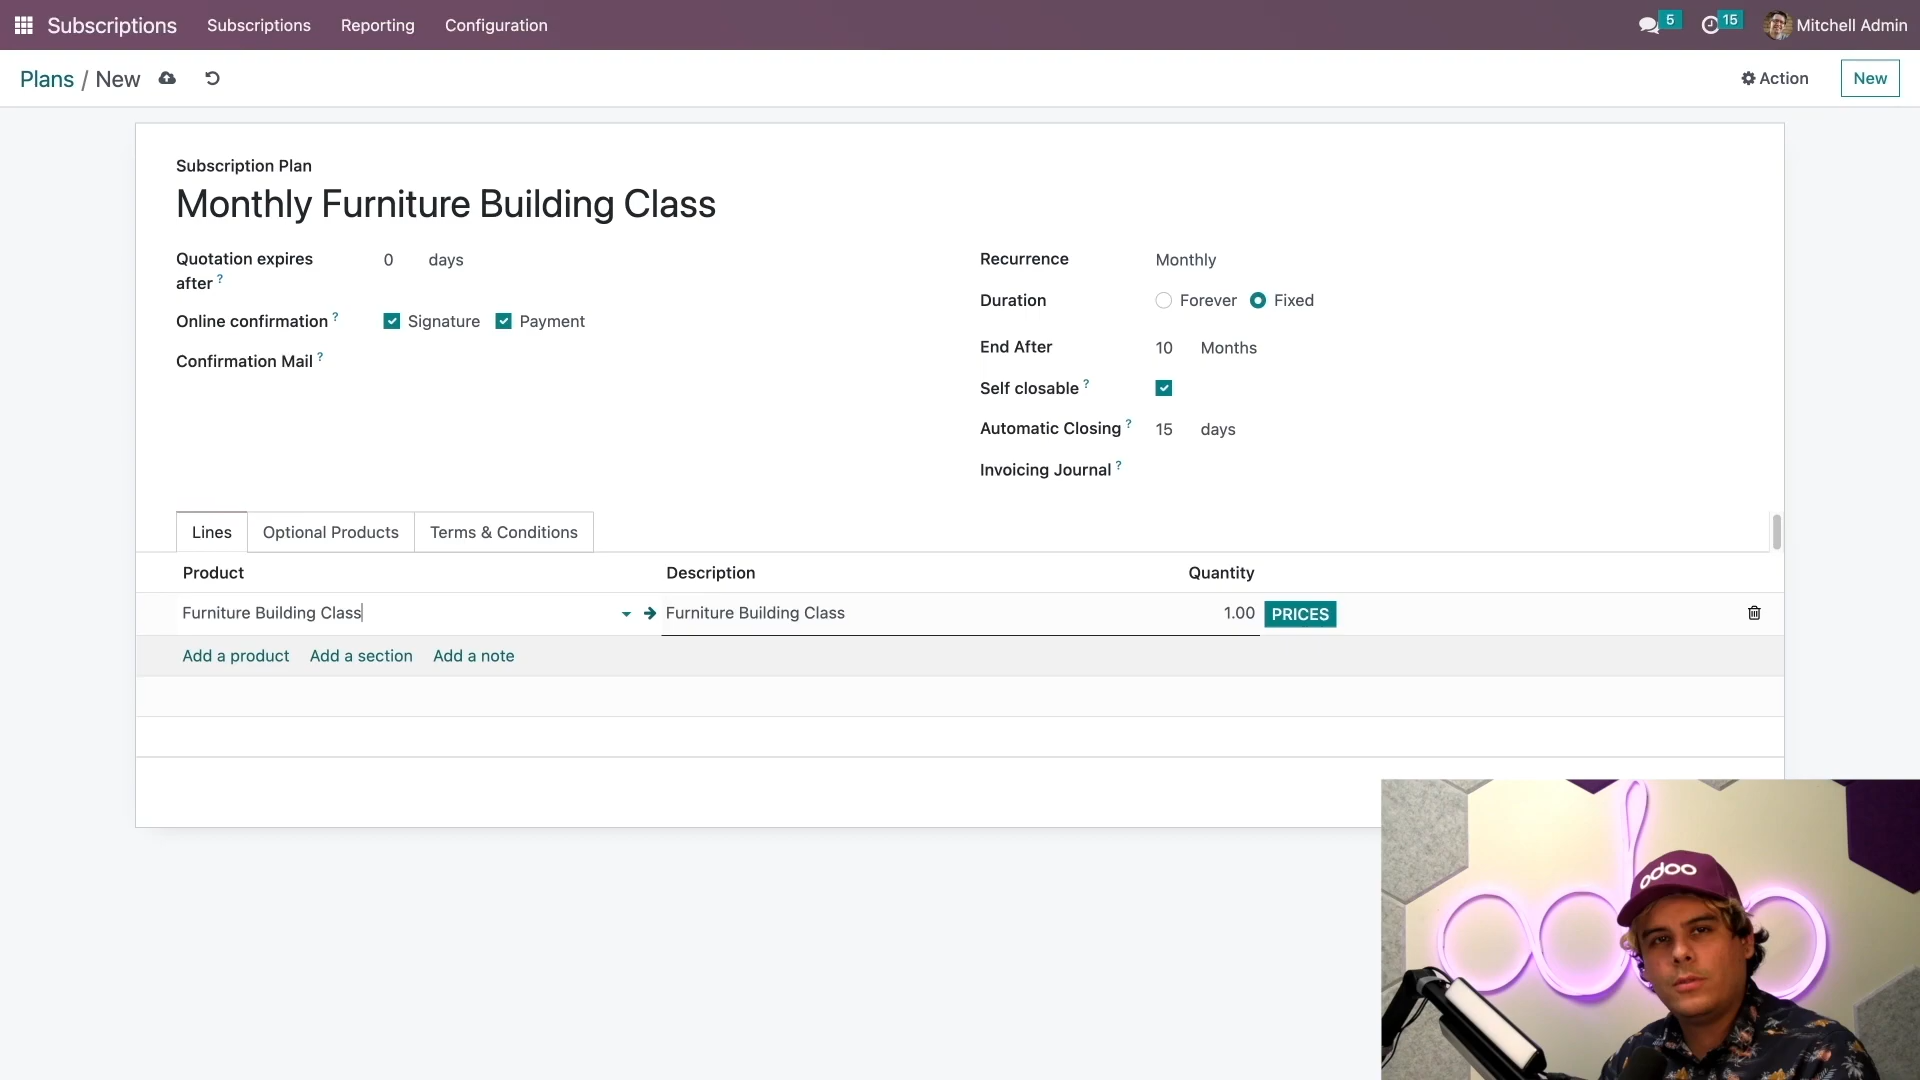 Subscriptions Subscriptions Reporting Configuration 5 15 Mitchell Admin
Plans / New Action New
Subscription Plan
Monthly Furniture Building Class
Quotation expires after ? 0 days
Online confirmation ? Signature Payment
Confirmation Mail ?
Recurrence Monthly
Duration Forever Fixed
End After 10 Months
Self closable ?
Automatic Closing ? 15 days
Invoicing Journal ?
Lines Optional Products Terms & Conditions
Product Description Quantity
Furniture Building Class Furniture Building Class 1.00 PRICES
Add a product Add a section Add a note
odoo
odoo